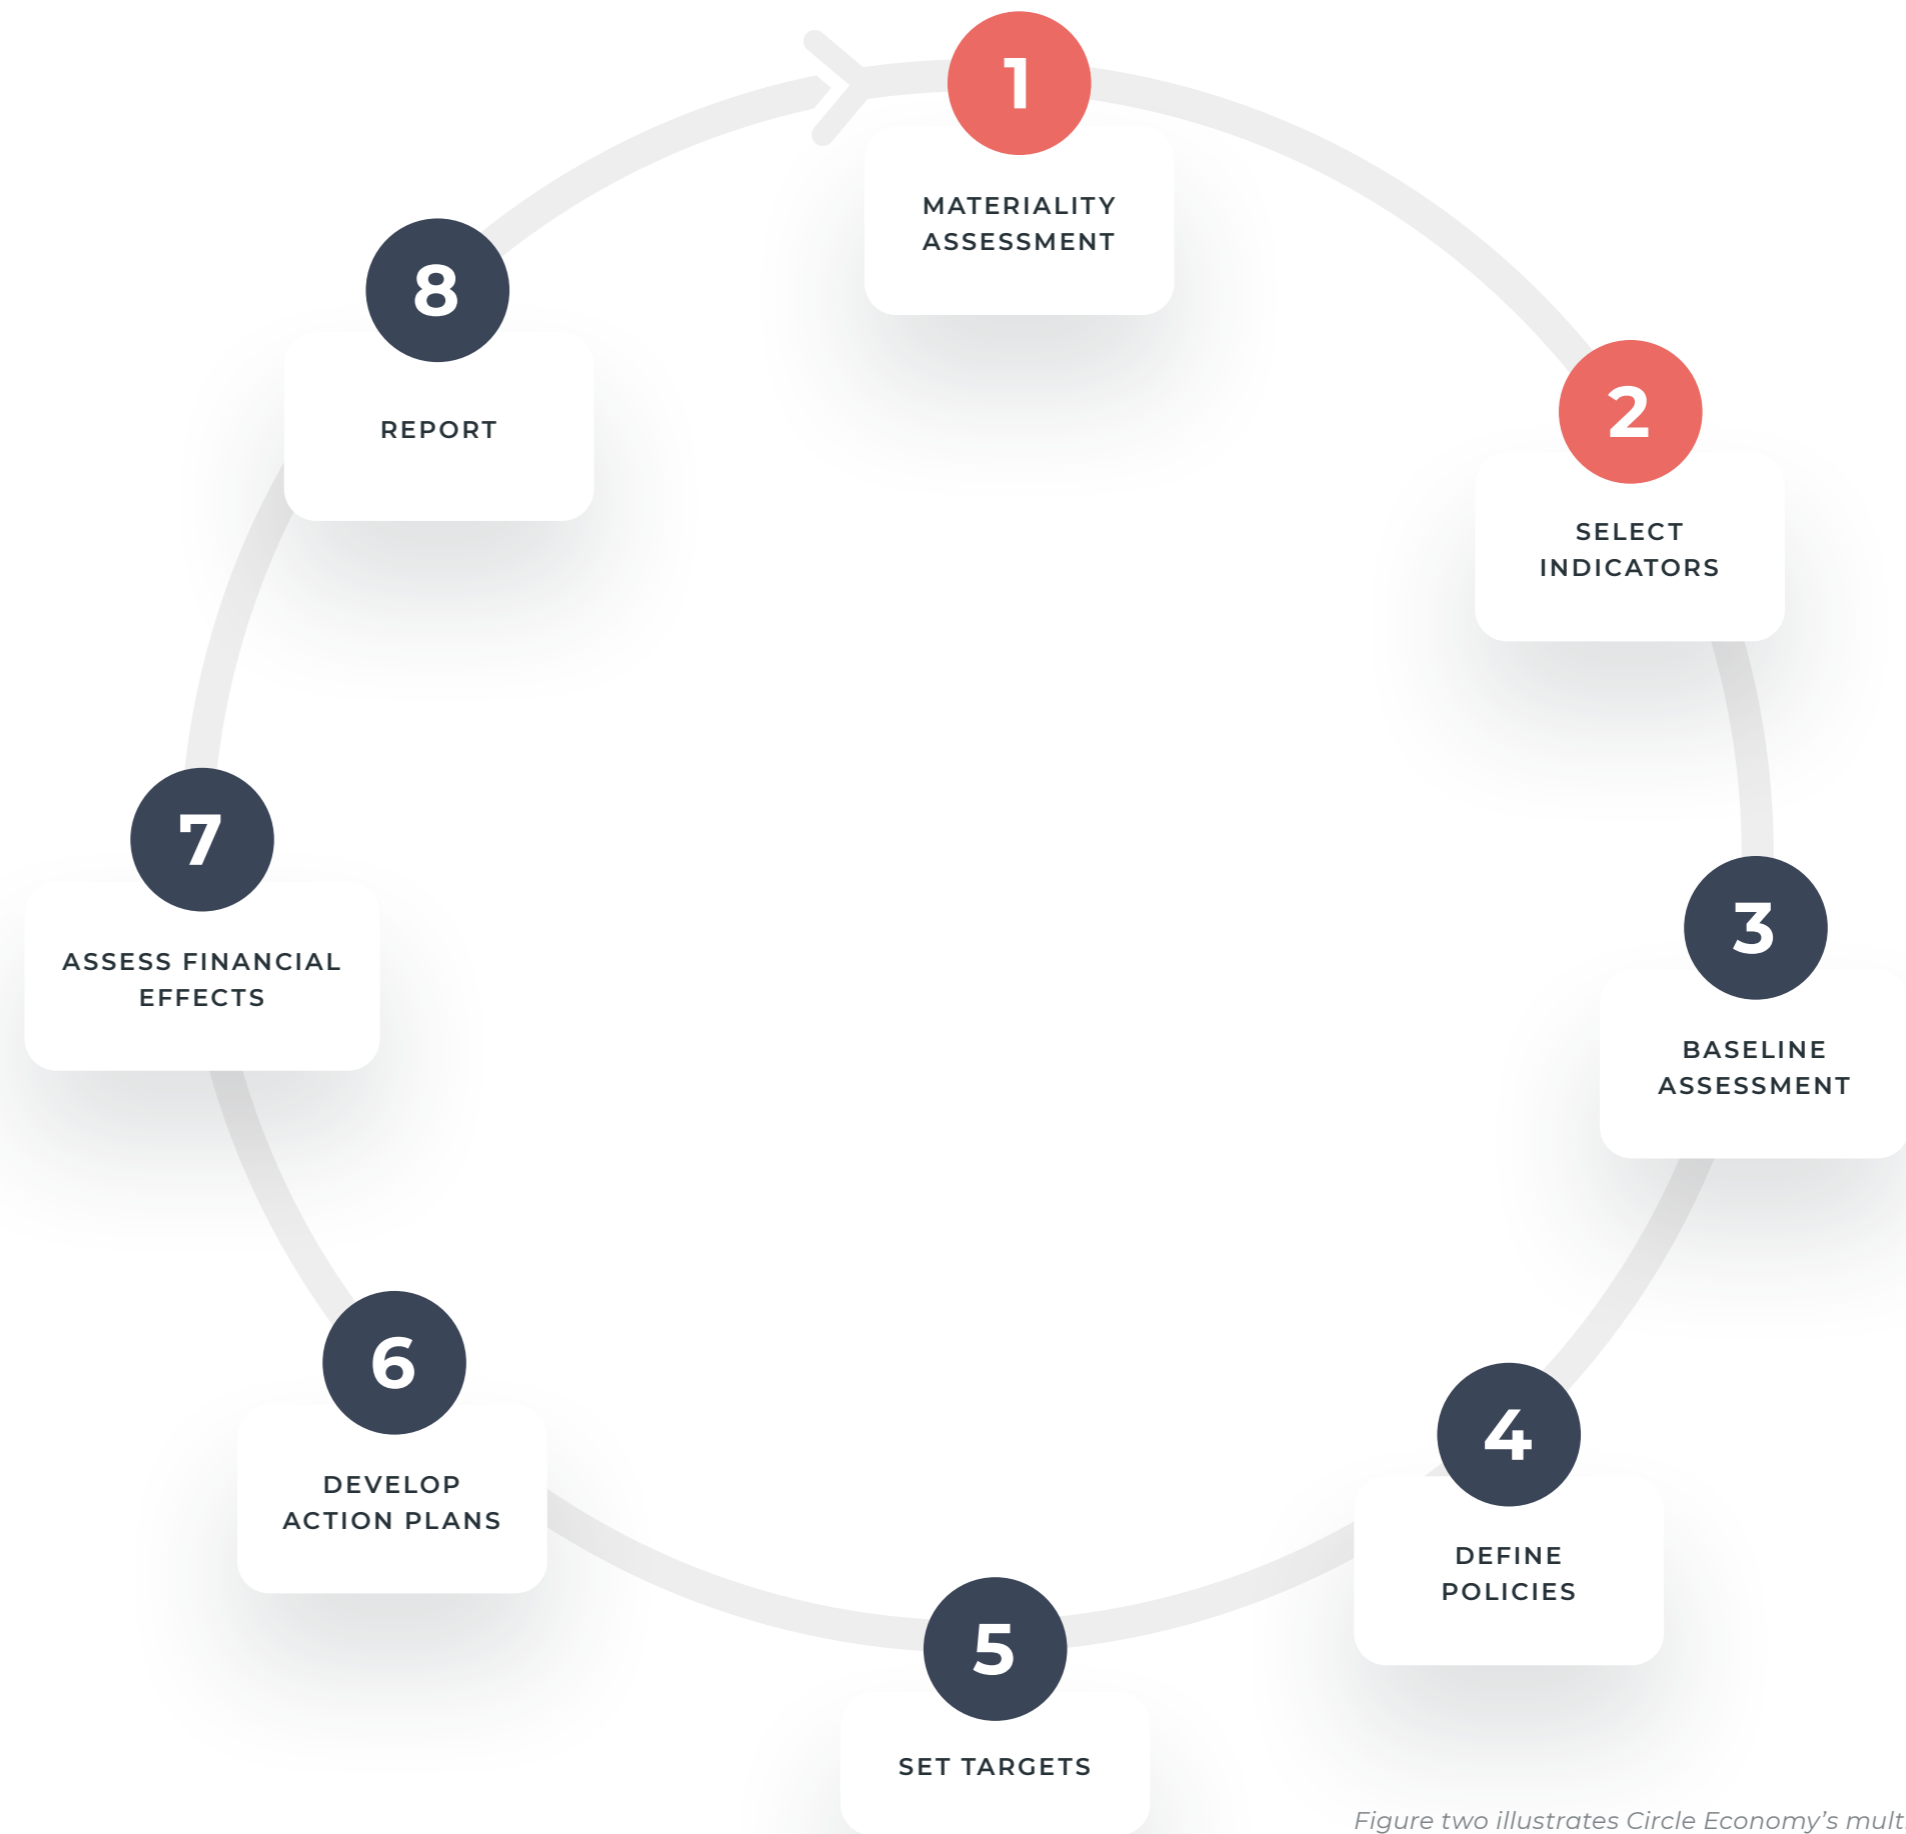 1
MATERIALITY
ASSESSMENT
2
SELECT
INDICATORS
3
BASELINE
ASSESSMENT
4
DEFINE
POLICIES
5
SET TARGETS
6
DEVELOP
ACTION PLANS
7
ASSESS FINANCIAL
EFFECTS
8
REPORT
Figure two illustrates Circle Economy’s